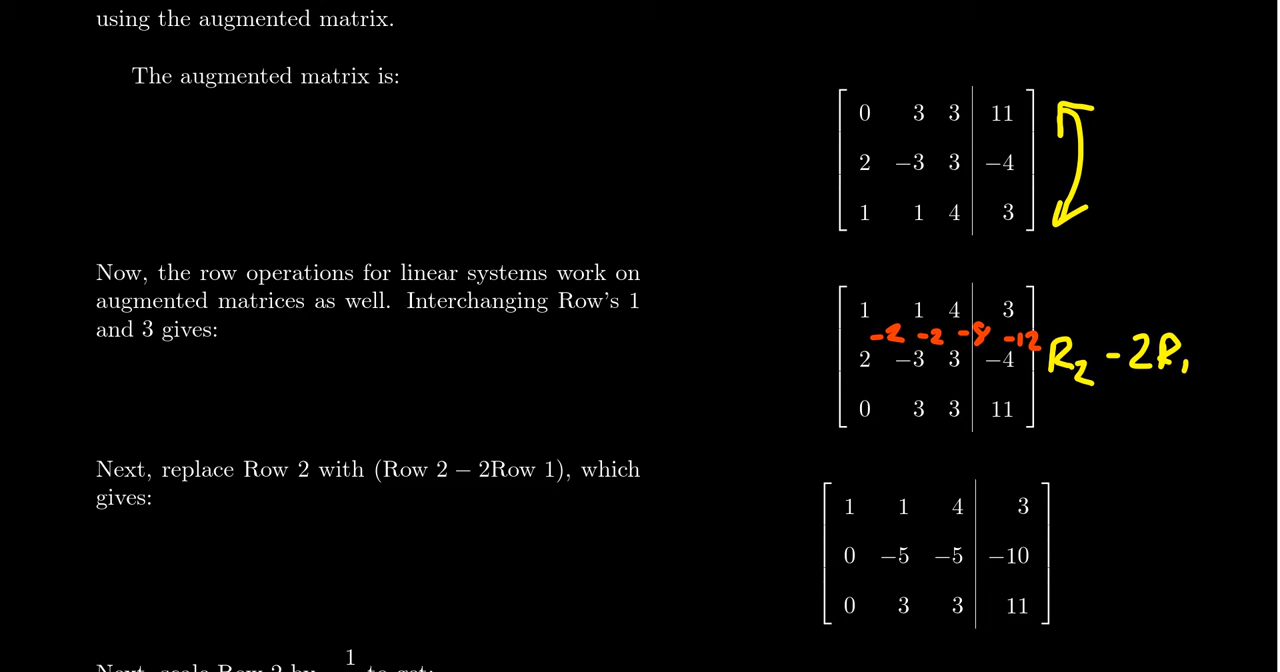 using the augmented matrix.
The augmented matrix is:
0 3 3 11
2 −3 3 −4
1 1 4 3
Now, the row operations for linear systems work on
augmented matrices as well. Interchanging Row's 1
and 3 gives:
1 1 4 3
-2 -2 -8 -12
2 −3 3 −4 R2 - 2R1
0 3 3 11
Next, replace Row 2 with (Row 2 − 2Row 1), which
gives:
1 1 4 3
0 −5 −5 −10
0 3 3 11
1